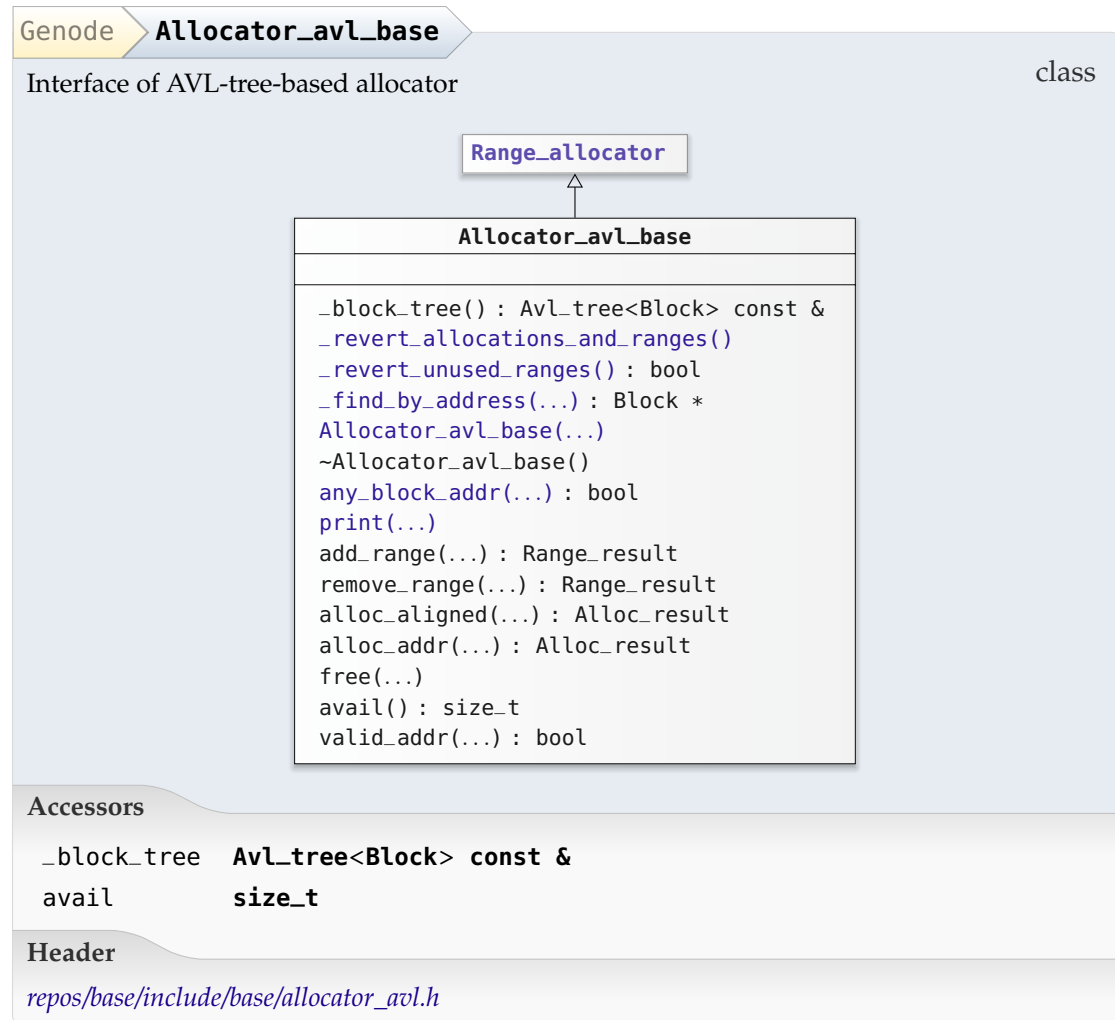 Genode Allocator_avl_base
Interface of AVL-tree-based allocator
class
Range_allocator
Allocator_avl_base
_block_tree() : Avl_tree<Block> const &
_revert_allocations_and_ranges()
_revert_unused_ranges() : bool
_find_by_address(...) : Block *
Allocator_avl_base(...)
~Allocator_avl_base()
any_block_addr(...) : bool
print(...)
add_range(...) : Range_result
remove_range(...) : Range_result
alloc_aligned(...) : Alloc_result
alloc_addr(...) : Alloc_result
free(...)
avail() : size_t
valid_addr(...) : bool
Accessors
_block_tree Avl_tree<Block> const &
avail size_t
Header
repos/base/include/base/allocator_avl.h